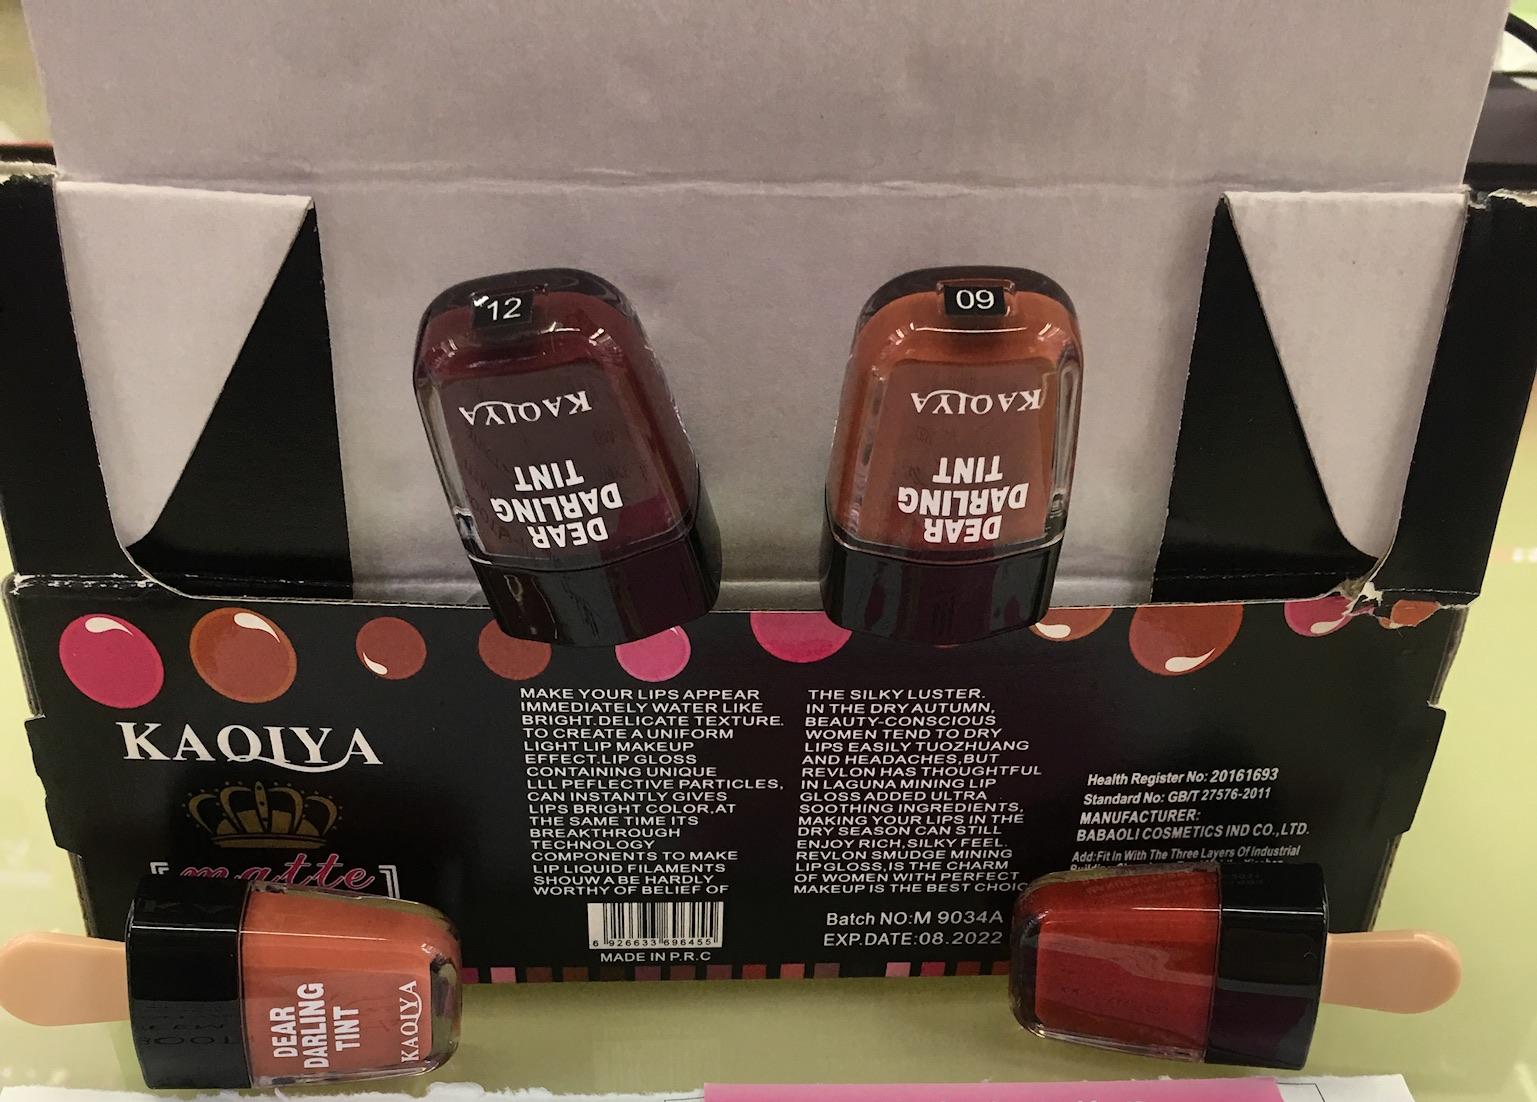 12
KAQIYA
DEAR
DARLING
TINT
09
KAQIYA
DEAR
DARLING
TINT
KAQIYA
matte
MAKE YOUR LIPS APPEAR
IMMEDIATELY WATER LIKE
BRIGHT.DELICATE TEXTURE.
TO CREATE A UNIFORM
LIGHT LIP MAKEUP
EFFECT.LIP GLOSS
CONTAINING UNIQUE
LLL PEFLECTIVE PARTICLES,
CAN INSTANTLY GIVES
LIPS BRIGHT COLOR,AT
THE SAME TIME ITS
BREAKTHROUGH
TECHNOLOGY
COMPONENTS TO MAKE
LIP LIQUID FILAMENTS
SHOUWA BE HARDLY
WORTHY OF BELIEF OF
THE SILKY LUSTER.
IN THE DRY AUTUMN,
BEAUTY-CONSCIOUS
WOMEN TEND TO DRY
LIPS EASILY TUOZHUANG
AND HEADACHES,BUT
REVLON HAS THOUGHTFUL
IN LAGUNA MINING LIP
GLOSS ADDED ULTRA
SOOTHING INGREDIENTS,
MAKING YOUR LIPS IN THE
DRY SEASON CAN STILL
ENJOY RICH,SILKY FEEL.
REVLON SMUDGE MINING
LIPGLOSS,IS THE CHARM
OF WOMEN WITH PERFECT
MAKEUP IS THE BEST CHOIC
Batch NO:M 9034A
EXP.DATE:08.2022
6 926633 696455
MADE IN P.R.C
Health Register No: 20161693
Standard No: GB/T 27576-2011
MANUFACTURER:
BABAOLI COSMETICS IND CO.,LTD.
Add:Fit In With The Three Layers Of Industrial
DEAR
DARLING
TINT
KAQIYA